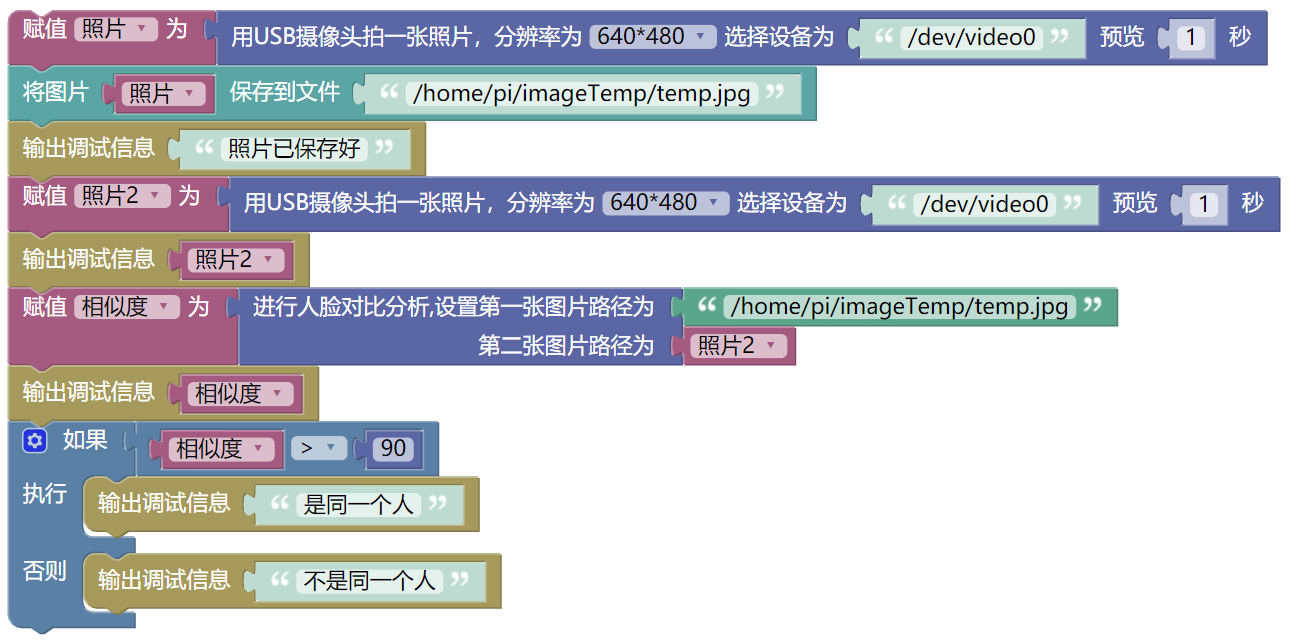 赋值 照片 为 用USB摄像头拍一张照片，分辨率为 640*480 选择设备为 “ /dev/video0 ” 预览 1 秒
将图片 照片 保存到文件 “ /home/pi/imageTemp/temp.jpg ”
输出调试信息 “ 照片已保存好 ”
赋值 照片2 为 用USB摄像头拍一张照片，分辨率为 640*480 选择设备为 “ /dev/video0 ” 预览 1 秒
输出调试信息 照片2
赋值 相似度 为 进行人脸对比分析,设置第一张图片路径为 “ /home/pi/imageTemp/temp.jpg ”
第二张图片路径为 照片2
输出调试信息 相似度
如果 相似度 > 90
执行 输出调试信息 “ 是同一个人 ”
否则 输出调试信息 “ 不是同一个人 ”